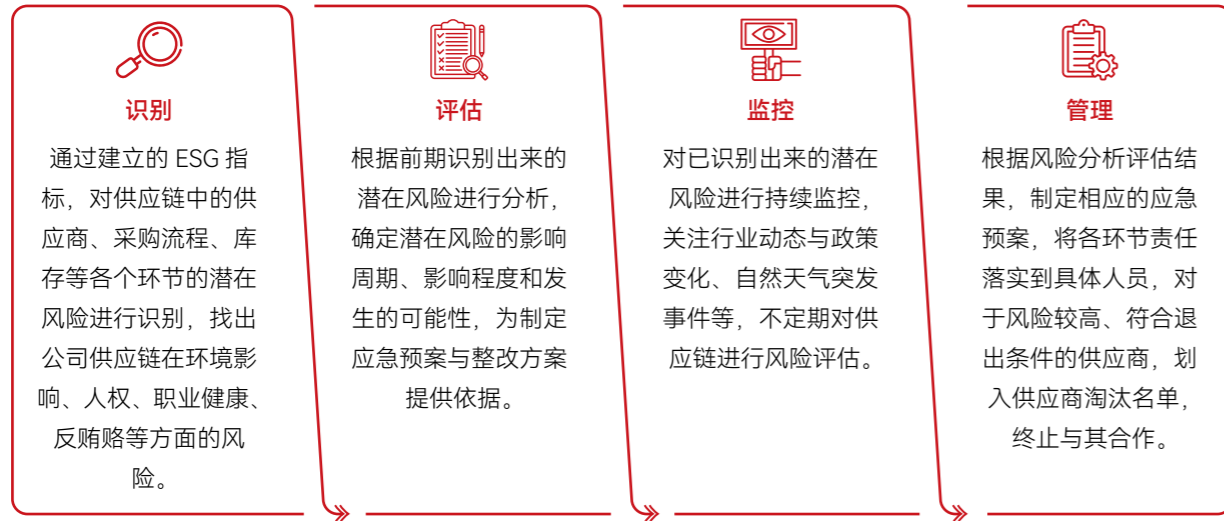 识别
通过建立的 ESG 指
标，对供应链中的供
应商、采购流程、库
存等各个环节的潜在
风险进行识别，找出
公司供应链在环境影
响、人权、职业健康、
反贿赂等方面的风
险。
评估
根据前期识别出来的
潜在风险进行分析，
确定潜在风险的影响
周期、影响程度和发
生的可能性，为制定
应急预案与整改方案
提供依据。
监控
对已识别出来的潜在
风险进行持续监控，
关注行业动态与政策
变化、自然天气突发
事件等，不定期对供
应链进行风险评估。
管理
根据风险分析评估结
果，制定相应的应急
预案，将各环节责任
落实到具体人员，对
于风险较高、符合退
出条件的供应商，划
入供应商淘汰名单，
终止与其合作。